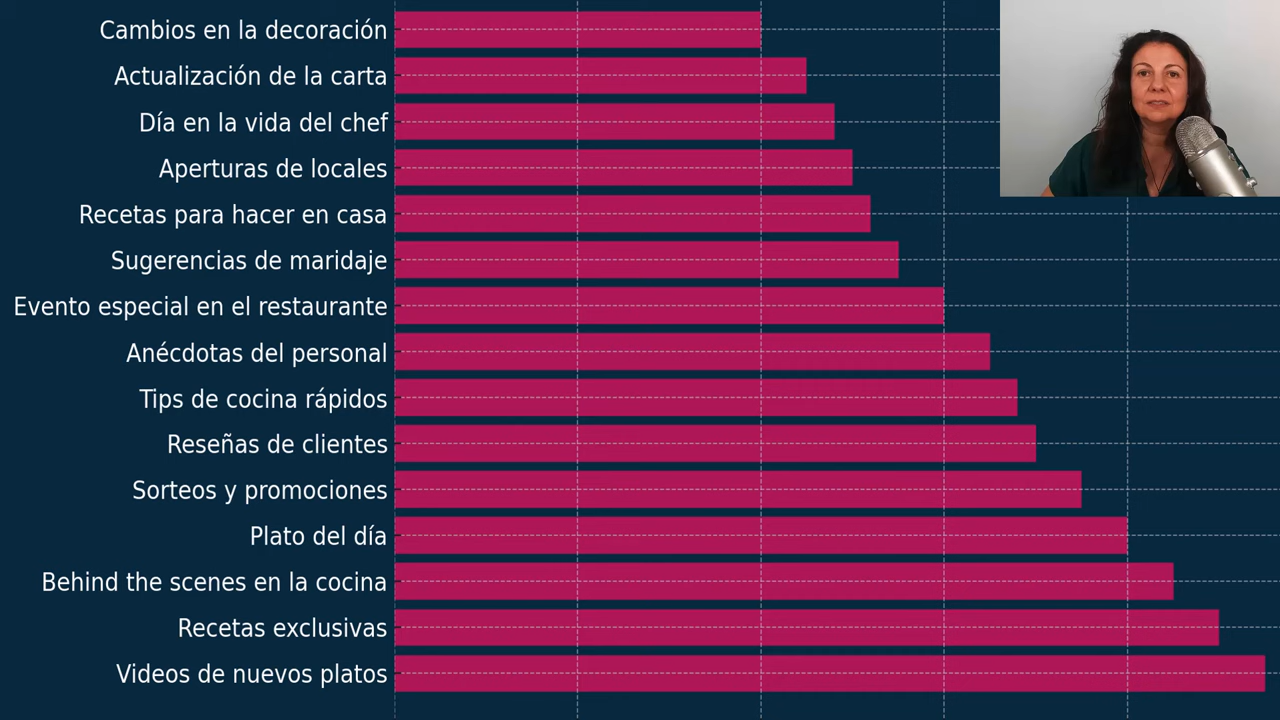 Cambios en la decoración
Actualización de la carta
Día en la vida del chef
Aperturas de locales
Recetas para hacer en casa
Sugerencias de maridaje
Evento especial en el restaurante
Anécdotas del personal
Tips de cocina rápidos
Reseñas de clientes
Sorteos y promociones
Plato del día
Behind the scenes en la cocina
Recetas exclusivas
Videos de nuevos platos